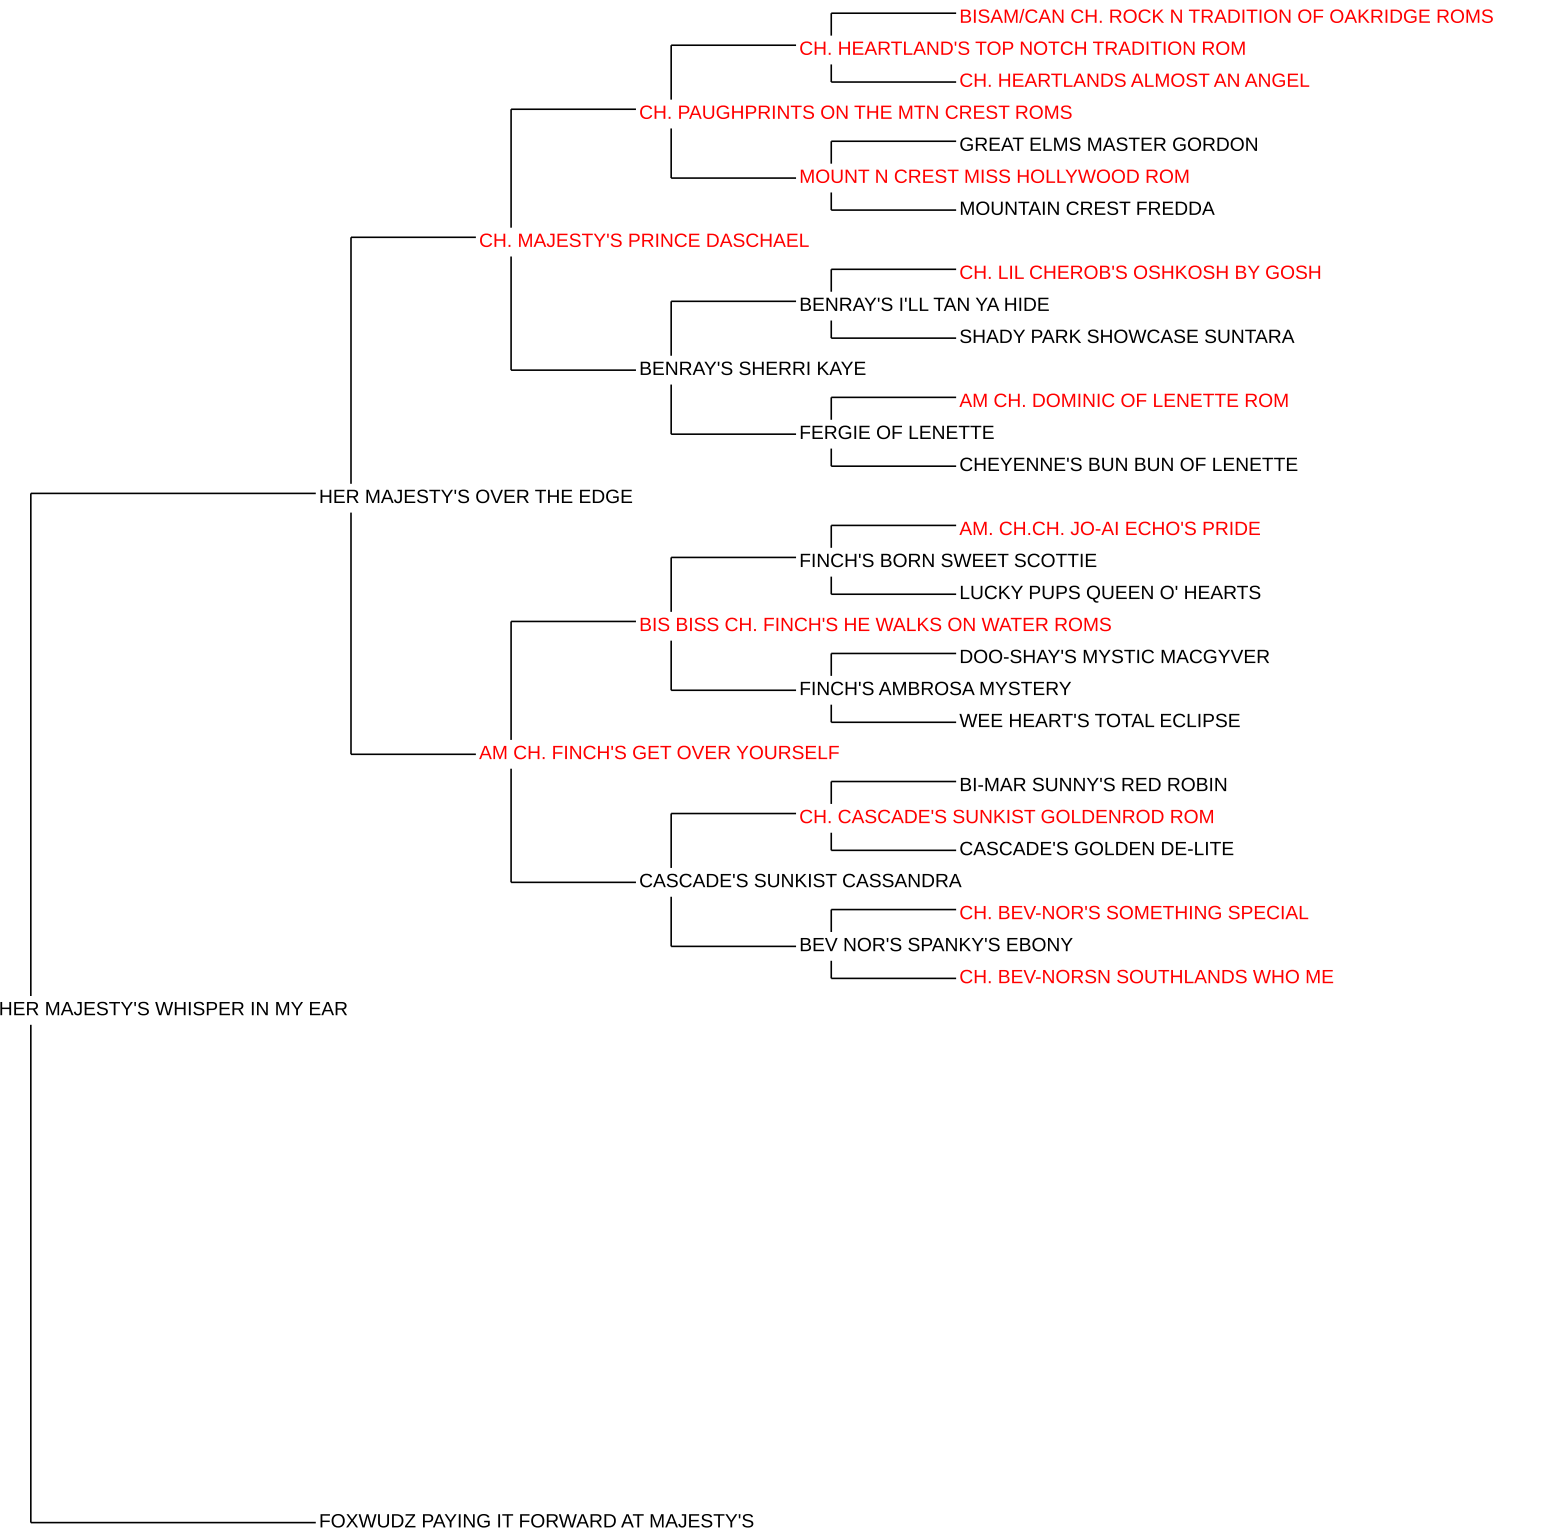 BISAM/CAN CH. ROCK N TRADITION OF OAKRIDGE ROMS
CH. HEARTLAND'S TOP NOTCH TRADITION ROM
CH. HEARTLANDS ALMOST AN ANGEL
CH. PAUGHPRINTS ON THE MTN CREST ROMS
GREAT ELMS MASTER GORDON
MOUNT N CREST MISS HOLLYWOOD ROM
MOUNTAIN CREST FREDDA
CH. MAJESTY'S PRINCE DASCHAEL
CH. LIL CHEROB'S OSHKOSH BY GOSH
BENRAY'S I'LL TAN YA HIDE
SHADY PARK SHOWCASE SUNTARA
BENRAY'S SHERRI KAYE
AM CH. DOMINIC OF LENETTE ROM
FERGIE OF LENETTE
CHEYENNE'S BUN BUN OF LENETTE
HER MAJESTY'S OVER THE EDGE
AM. CH.CH. JO-AI ECHO'S PRIDE
FINCH'S BORN SWEET SCOTTIE
LUCKY PUPS QUEEN O' HEARTS
BIS BISS CH. FINCH'S HE WALKS ON WATER ROMS
DOO-SHAY'S MYSTIC MACGYVER
FINCH'S AMBROSA MYSTERY
WEE HEART'S TOTAL ECLIPSE
AM CH. FINCH'S GET OVER YOURSELF
BI-MAR SUNNY'S RED ROBIN
CH. CASCADE'S SUNKIST GOLDENROD ROM
CASCADE'S GOLDEN DE-LITE
CASCADE'S SUNKIST CASSANDRA
CH. BEV-NOR'S SOMETHING SPECIAL
BEV NOR'S SPANKY'S EBONY
CH. BEV-NORSN SOUTHLANDS WHO ME
HER MAJESTY'S WHISPER IN MY EAR
FOXWUDZ PAYING IT FORWARD AT MAJESTY'S